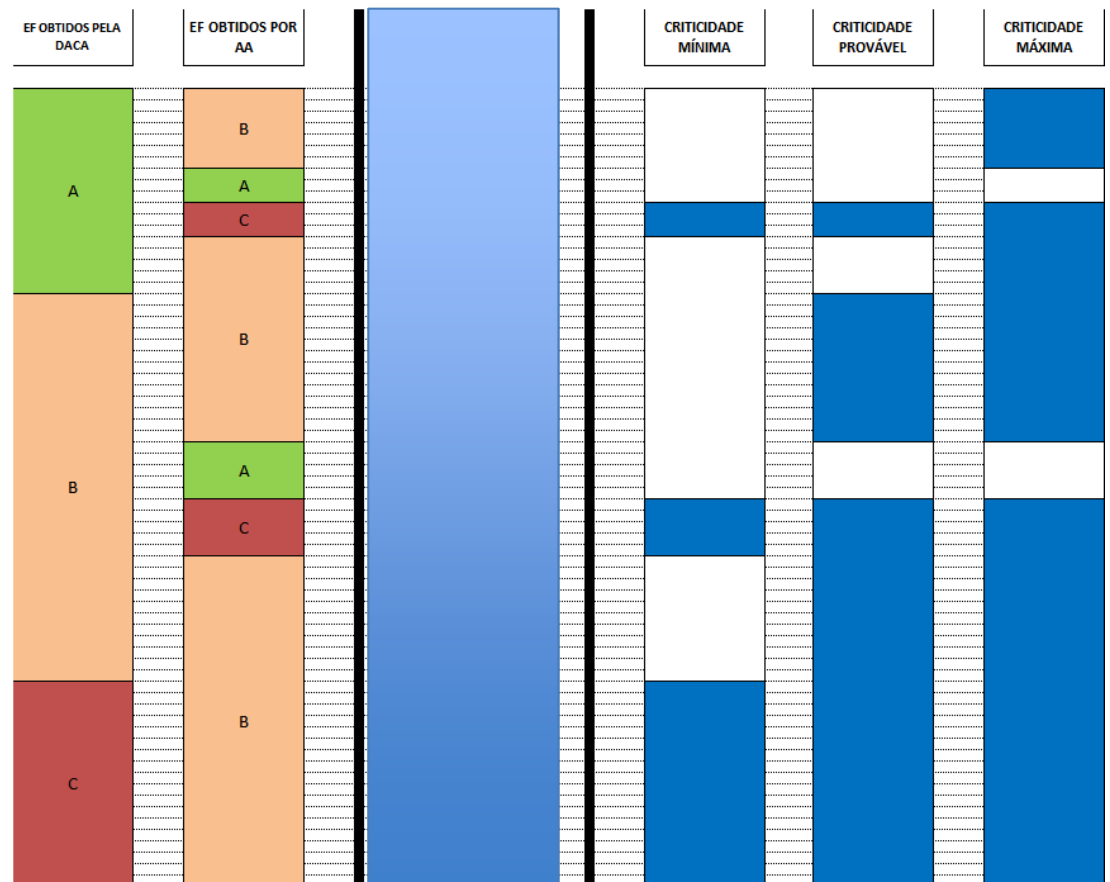 EF OBTIDOS PELA
DACA
EF OBTIDOS POR
AA
CRITICIDADE
MÍNIMA
CRITICIDADE
PROVÁVEL
CRITICIDADE
MÁXIMA
A
B
C
B
A
C
B
A
C
B